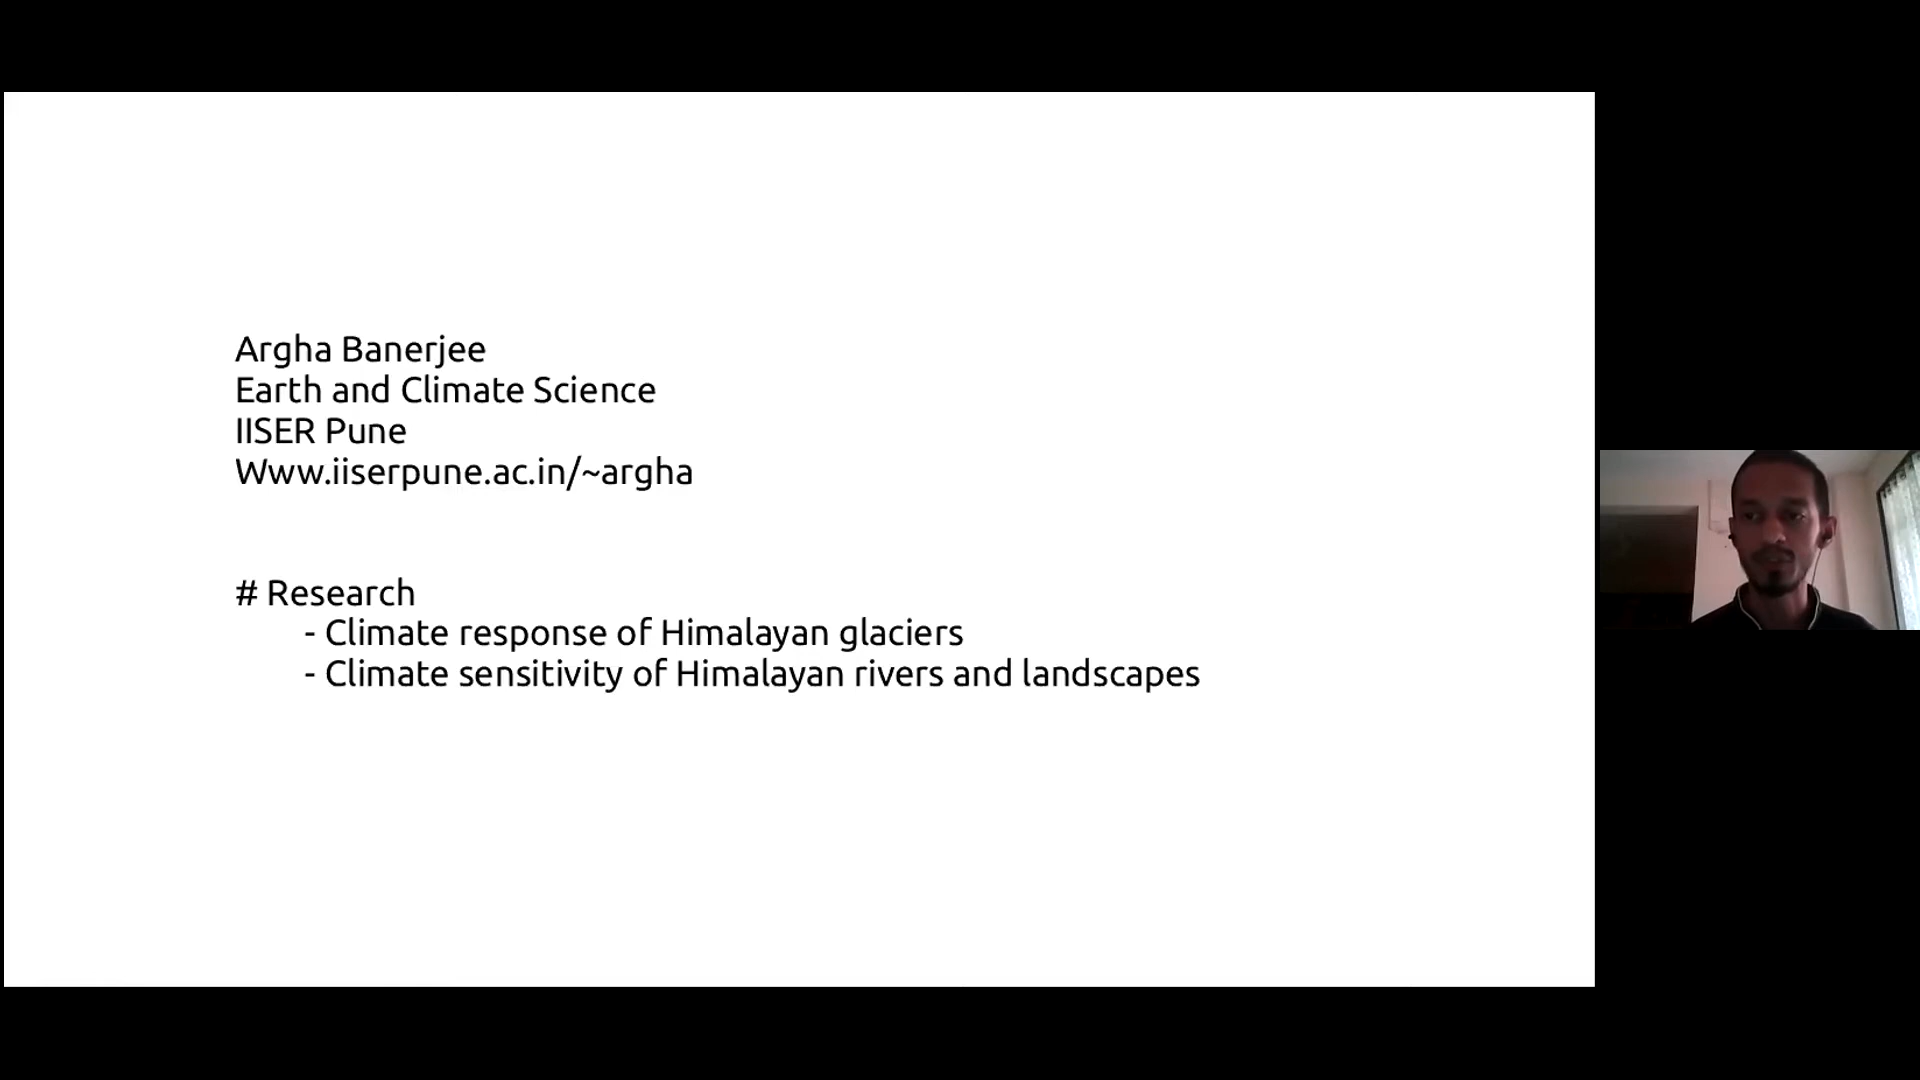 Argha Banerjee
Earth and Climate Science
IISER Pune
Www.iiserpune.ac.in/~argha
# Research
- Climate response of Himalayan glaciers
- Climate sensitivity of Himalayan rivers and landscapes